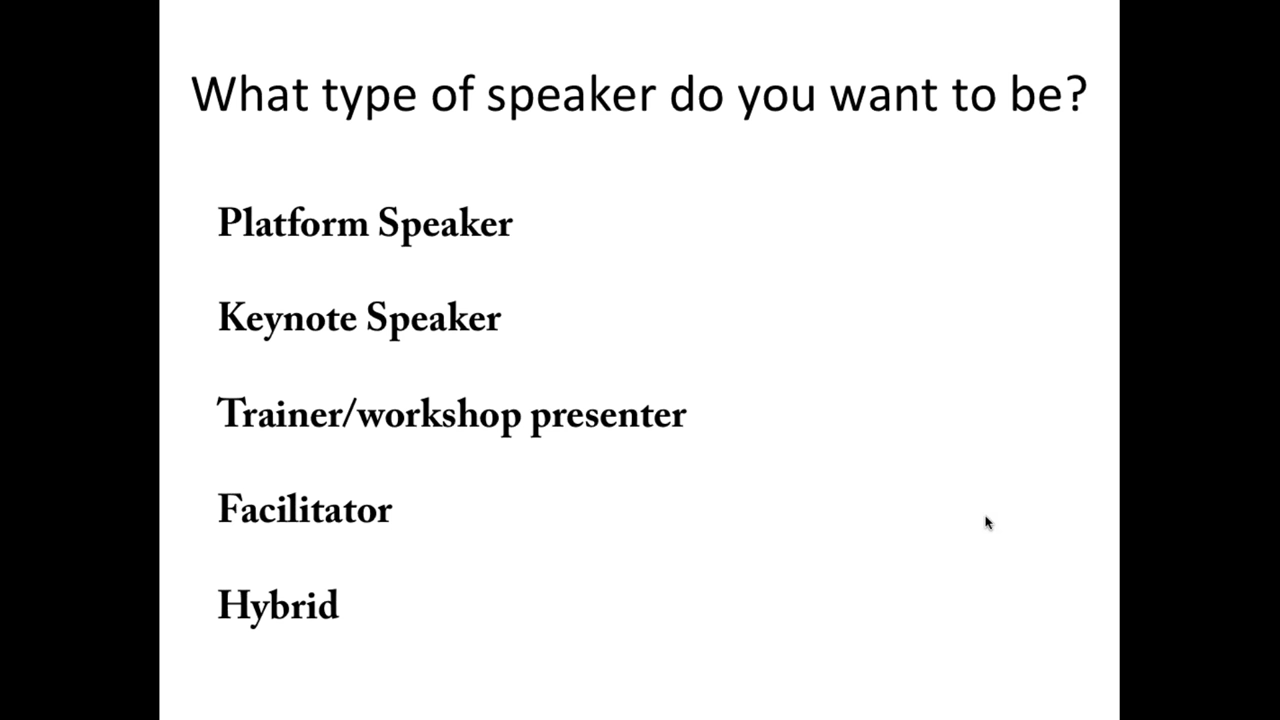 What type of speaker do you want to be?
Platform Speaker
Keynote Speaker
Trainer/workshop presenter
Facilitator
Hybrid